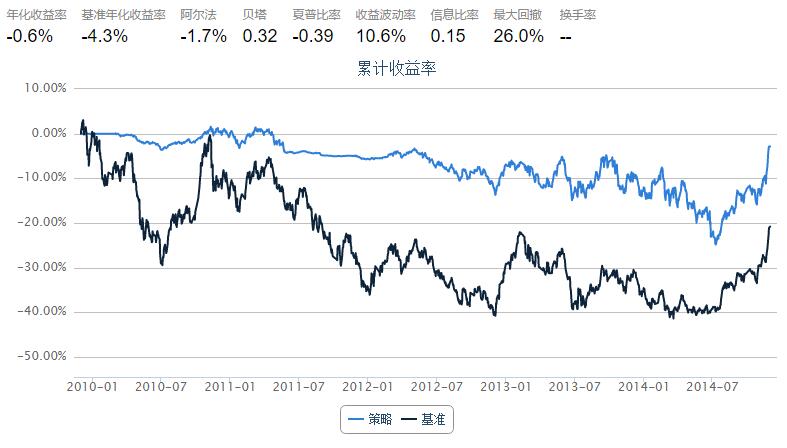 年化收益率 基准年化收益率 阿尔法 贝塔 夏普比率 收益波动率 信息比率 最大回撤 换手率
-0.6% -4.3% -1.7% 0.32 -0.39 10.6% 0.15 26.0% --
累计收益率
10.00%
0.00%
-10.00%
-20.00%
-30.00%
-40.00%
-50.00%
2010-01 2010-07 2011-01 2011-07 2012-01 2012-07 2013-01 2013-07 2014-01 2014-07
策略 基准